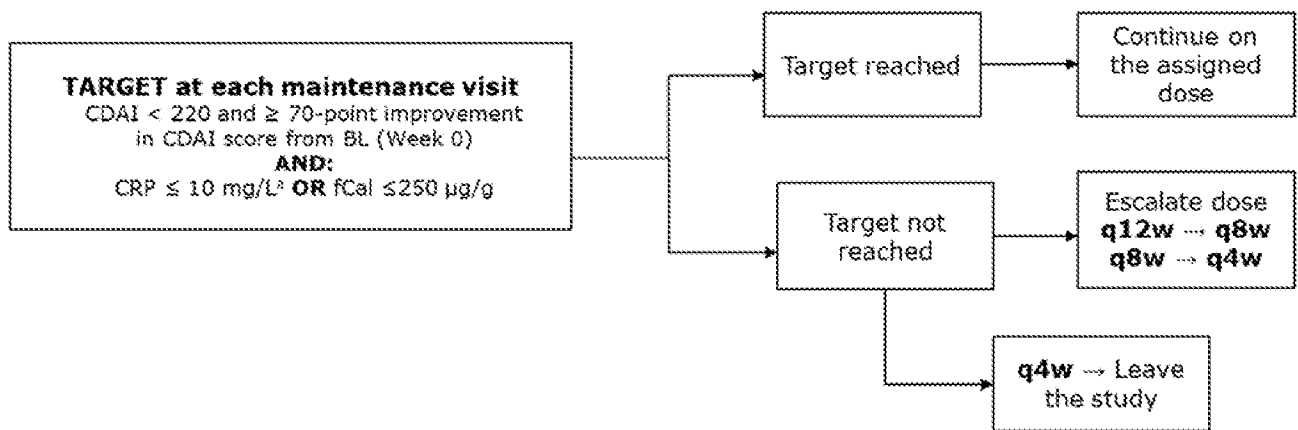 TARGET at each maintenance visit
CDAI < 220 and ≥ 70-point improvement
in CDAI score from BL (Week 0)
AND:
CRP ≤ 10 mg/Lᵃ OR fCal ≤250 µg/g
Target reached
Continue on
the assigned
dose
Target not
reached
Escalate dose
q12w → q8w
q8w → q4w
q4w → Leave
the study